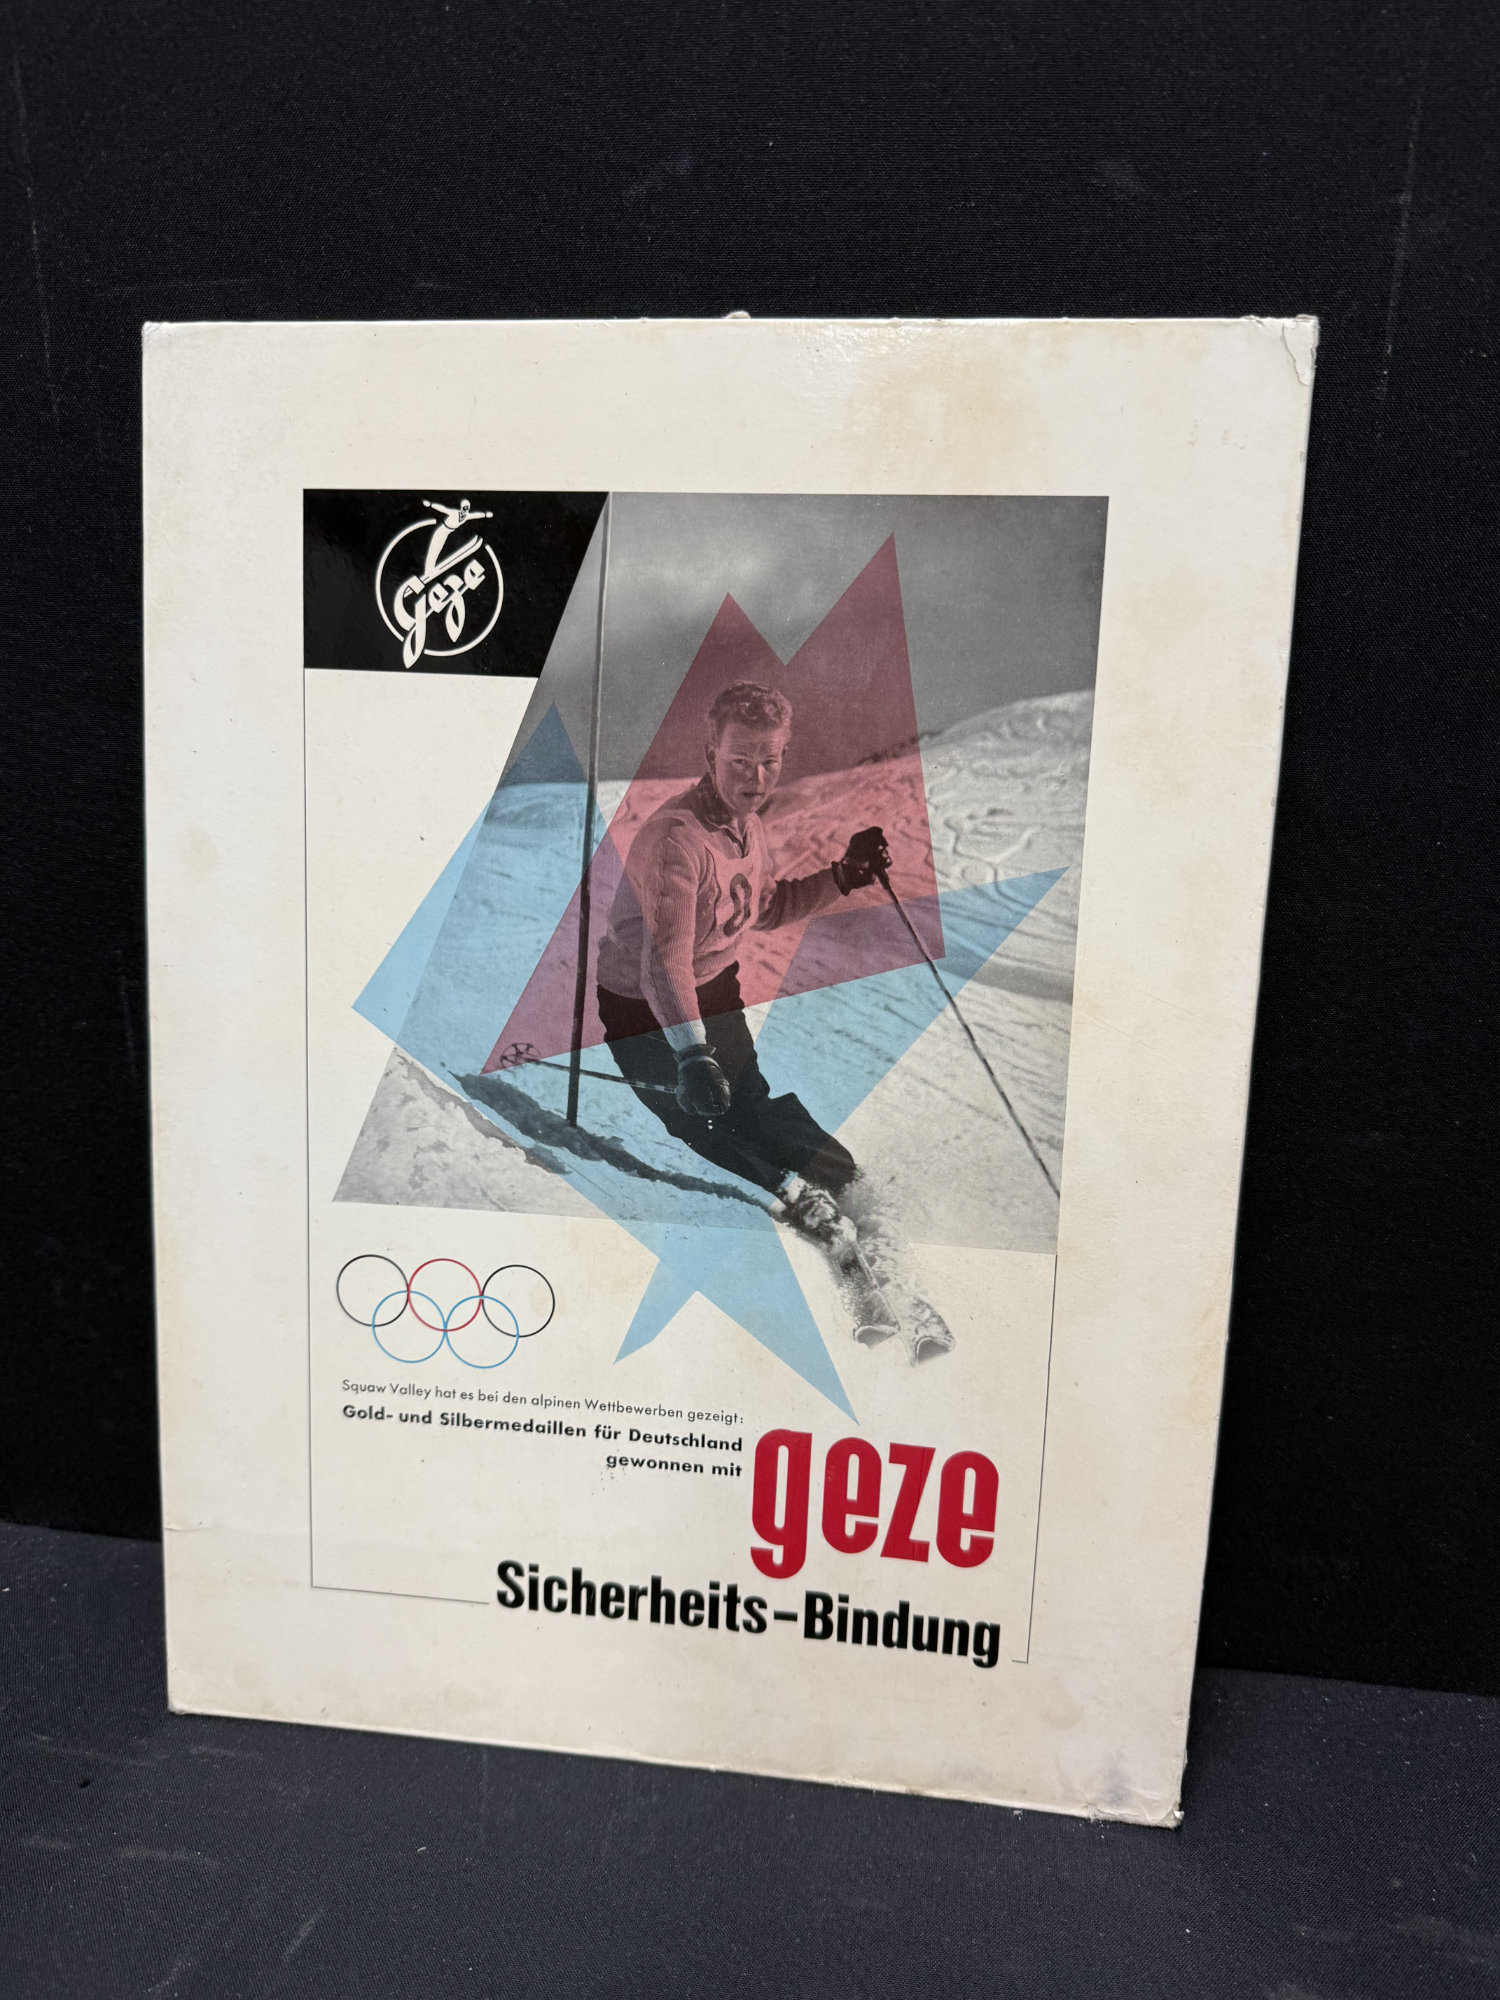 Geze
8
Squaw Valley hat es bei den alpinen Wettbewerben gezeigt:
Gold- und Silbermedaillen für Deutschland
gewonnen mit
geze
Sicherheits-Bindung